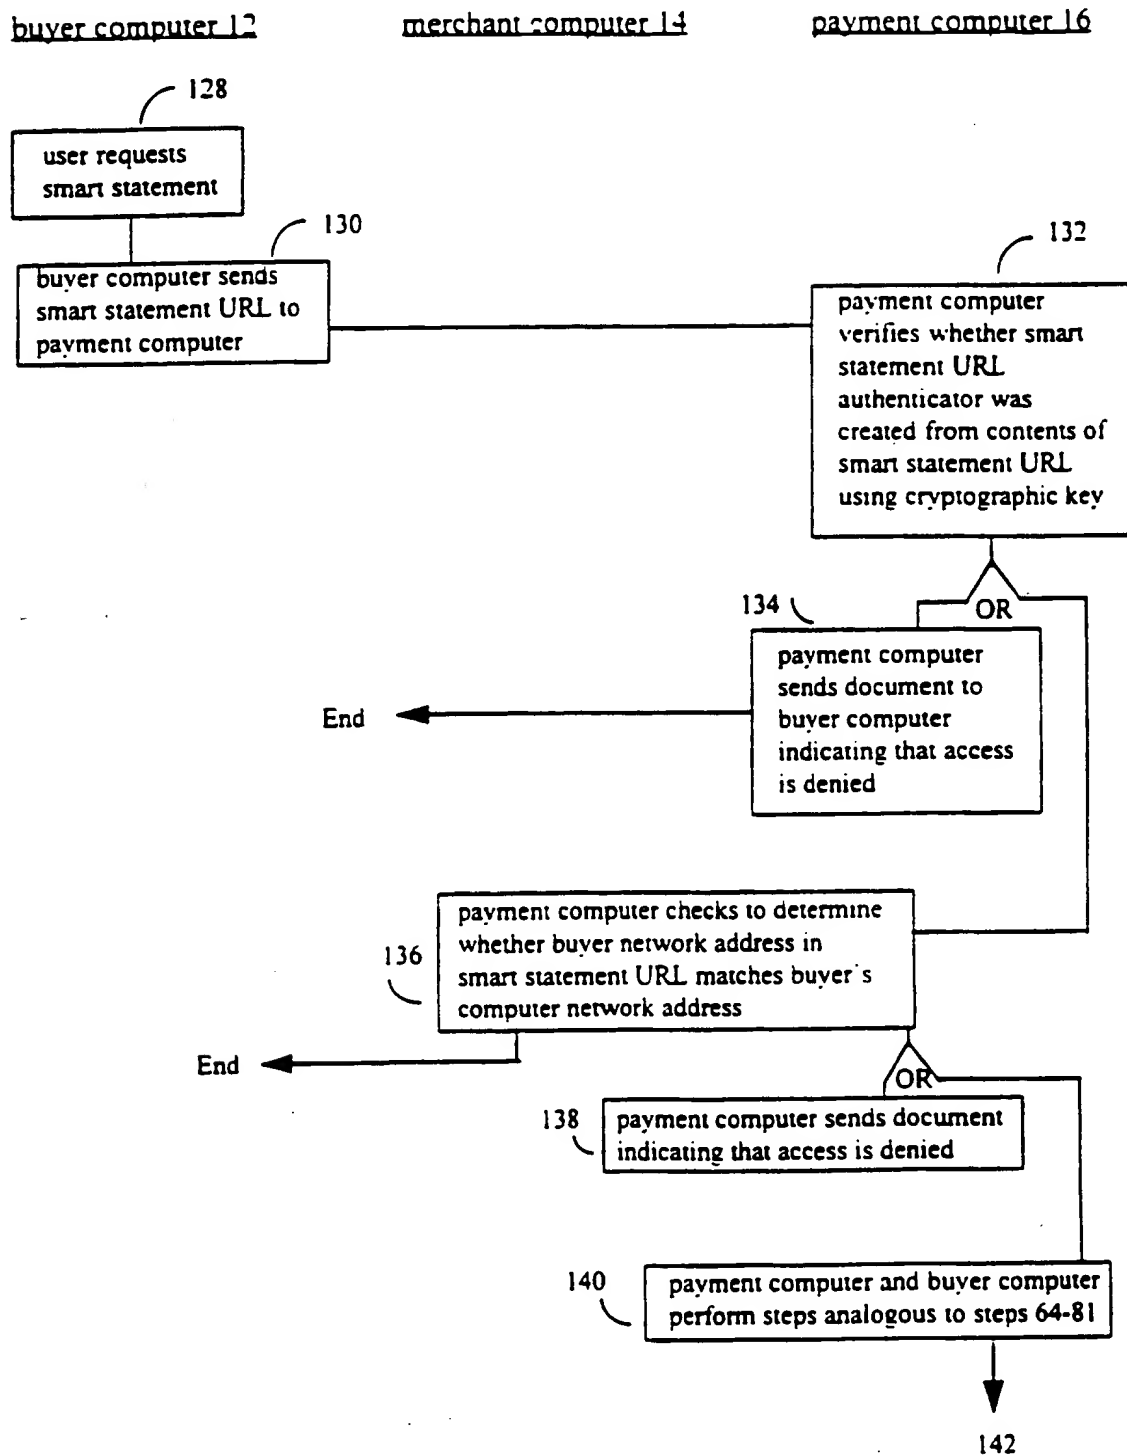 buyer computer 12
merchant computer 14
payment computer 16
128
user requests
smart statement
130
buyer computer sends
smart statement URL to
payment computer
132
payment computer
verifies whether smart
statement URL
authenticator was
created from contents of
smart statement URL
using cryptographic key
OR
134
payment computer
sends document to
buyer computer
indicating that access
is denied
End
136
payment computer checks to determine
whether buyer network address in
smart statement URL matches buyer's
computer network address
End
OR
138
payment computer sends document
indicating that access is denied
140
payment computer and buyer computer
perform steps analogous to steps 64-81
142